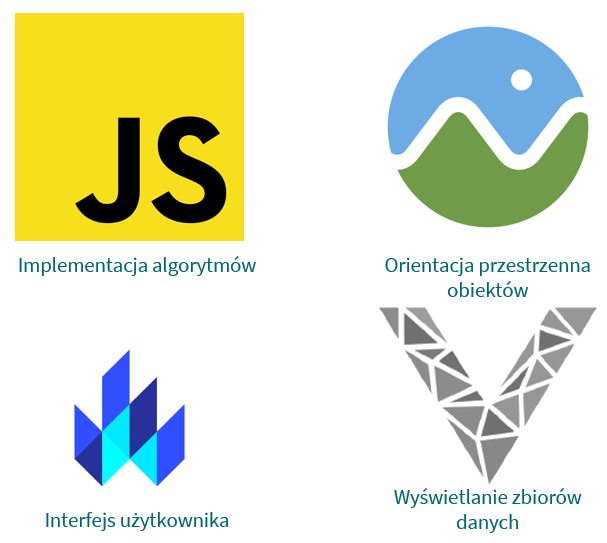 JS
Implementacja algorytmów
Orientacja przestrzenna
obiektów
Interfejs użytkownika
Wyświetlanie zbiorów
danych